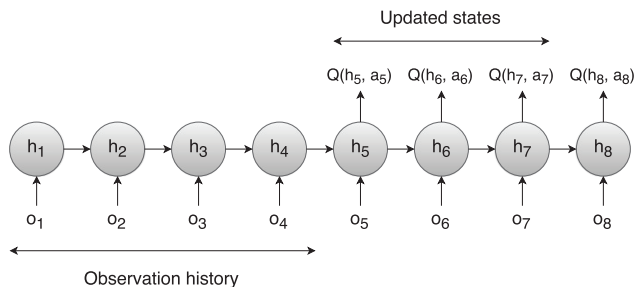 Updated states
Q(h₅, a₅) Q(h₆, a₆) Q(h₇, a₇) Q(h₈, a₈)
h₁ h₂ h₃ h₄ h₅ h₆ h₇ h₈
o₁ o₂ o₃ o₄ o₅ o₆ o₇ o₈
Observation history